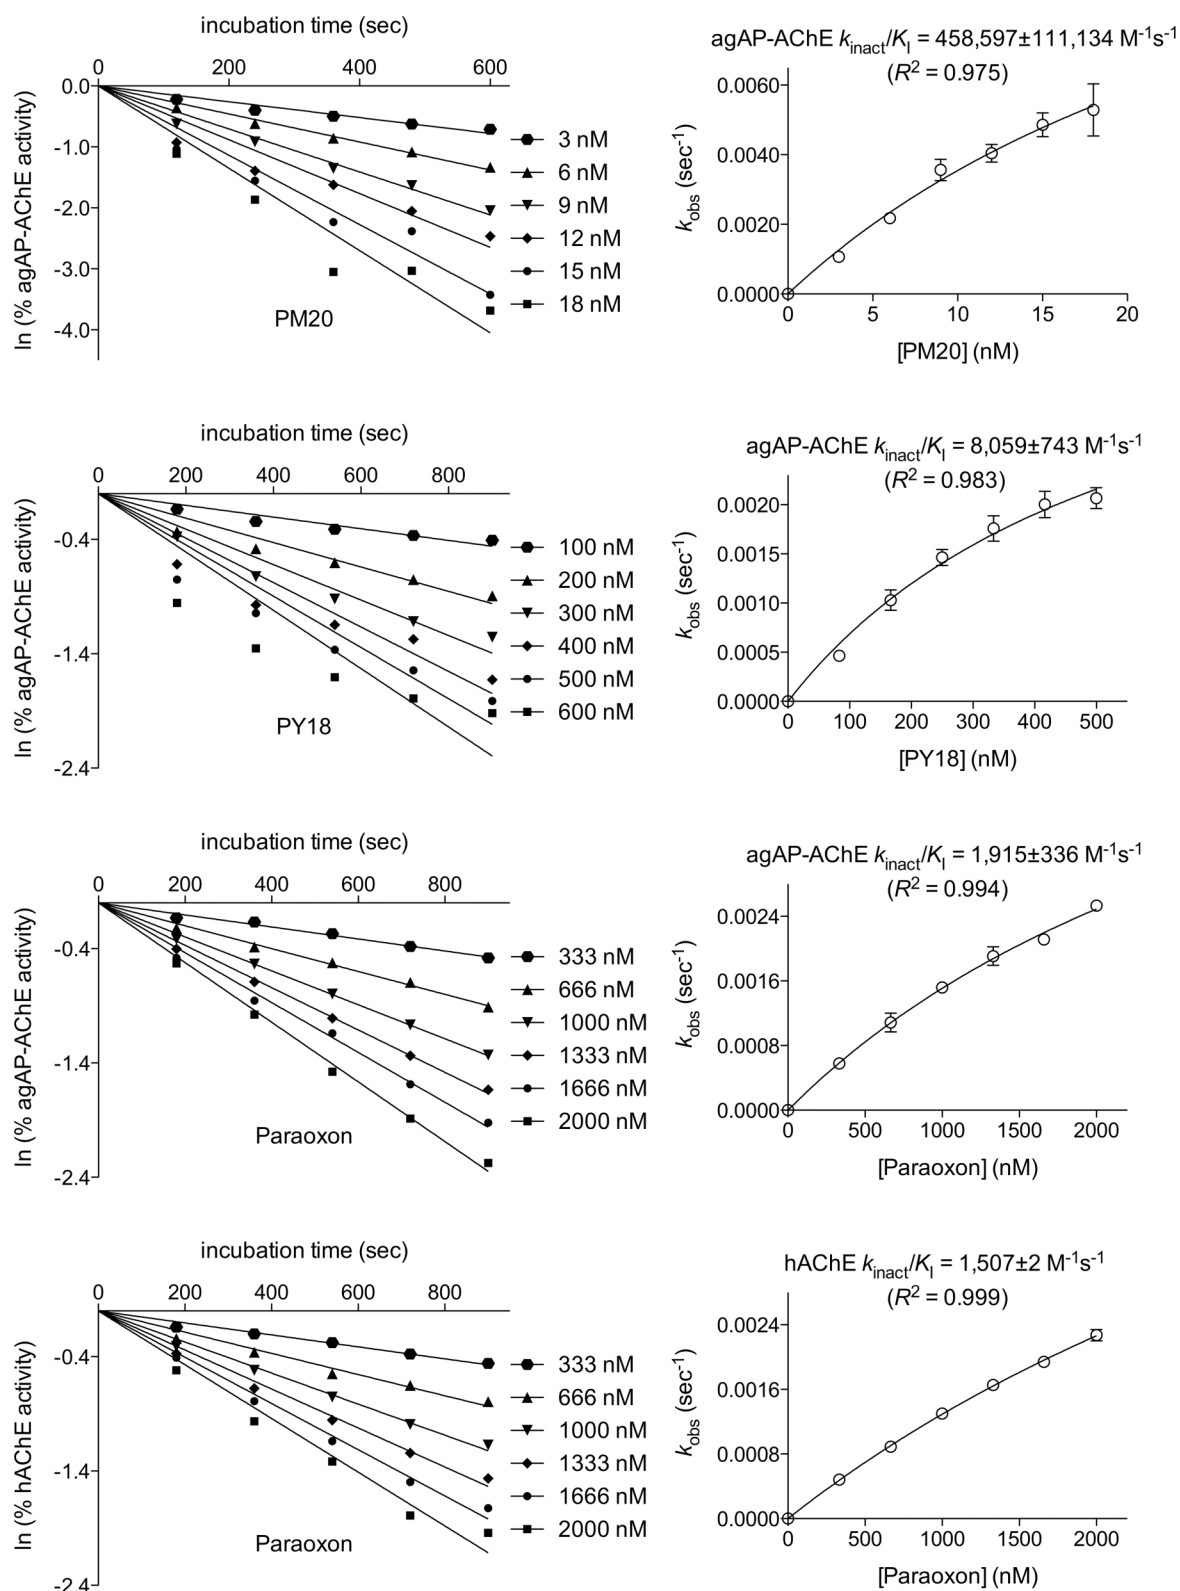 incubation time (sec)
0 200 400 600
0.0
-1.0
-2.0
-3.0
-4.0
ln (% agAP-AChE activity)
3 nM
6 nM
9 nM
12 nM
15 nM
18 nM
PM20
agAP-AChE kinact/KI = 458,597±111,134 M-1s-1
(R2 = 0.975)
0.0060
0.0040
0.0020
0.0000
kobs (sec-1)
0 5 10 15 20
[PM20] (nM)
incubation time (sec)
0 200 400 600 800
-0.4
-1.4
-2.4
ln (% agAP-AChE activity)
100 nM
200 nM
300 nM
400 nM
500 nM
600 nM
PY18
agAP-AChE kinact/KI = 8,059±743 M-1s-1
(R2 = 0.983)
0.0020
0.0015
0.0010
0.0005
0.0000
kobs (sec-1)
0 100 200 300 400 500
[PY18] (nM)
incubation time (sec)
0 200 400 600 800
-0.4
-1.4
-2.4
ln (% agAP-AChE activity)
333 nM
666 nM
1000 nM
1333 nM
1666 nM
2000 nM
Paraoxon
agAP-AChE kinact/KI = 1,915±336 M-1s-1
(R2 = 0.994)
0.0024
0.0016
0.0008
0.0000
kobs (sec-1)
0 500 1000 1500 2000
[Paraoxon] (nM)
incubation time (sec)
0 200 400 600 800
-0.4
-1.4
-2.4
ln (% hAChE activity)
333 nM
666 nM
1000 nM
1333 nM
1666 nM
2000 nM
Paraoxon
hAChE kinact/KI = 1,507±2 M-1s-1
(R2 = 0.999)
0.0024
0.0016
0.0008
0.0000
kobs (sec-1)
0 500 1000 1500 2000
[Paraoxon] (nM)